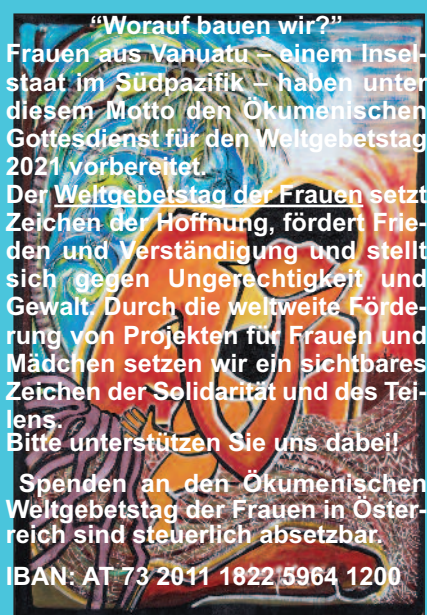 “Worauf bauen wir?”
Frauen aus Vanuatu – einem Insel-
staat im Südpazifik – haben unter
diesem Motto den Ökumenischen
Gottesdienst für den Weltgebetstag
2021 vorbereitet.
Der Weltgebetstag der Frauen setzt
Zeichen der Hoffnung, fördert Frie-
den und Verständigung und stellt
sich gegen Ungerechtigkeit und
Gewalt. Durch die weltweite Förde-
rung von Projekten für Frauen und
Mädchen setzen wir ein sichtbares
Zeichen der Solidarität und des Tei-
lens.
Bitte unterstützen Sie uns dabei!
Spenden an den Ökumenischen
Weltgebetstag der Frauen in Öster-
reich sind steuerlich absetzbar.
IBAN: AT 73 2011 1822 5964 1200